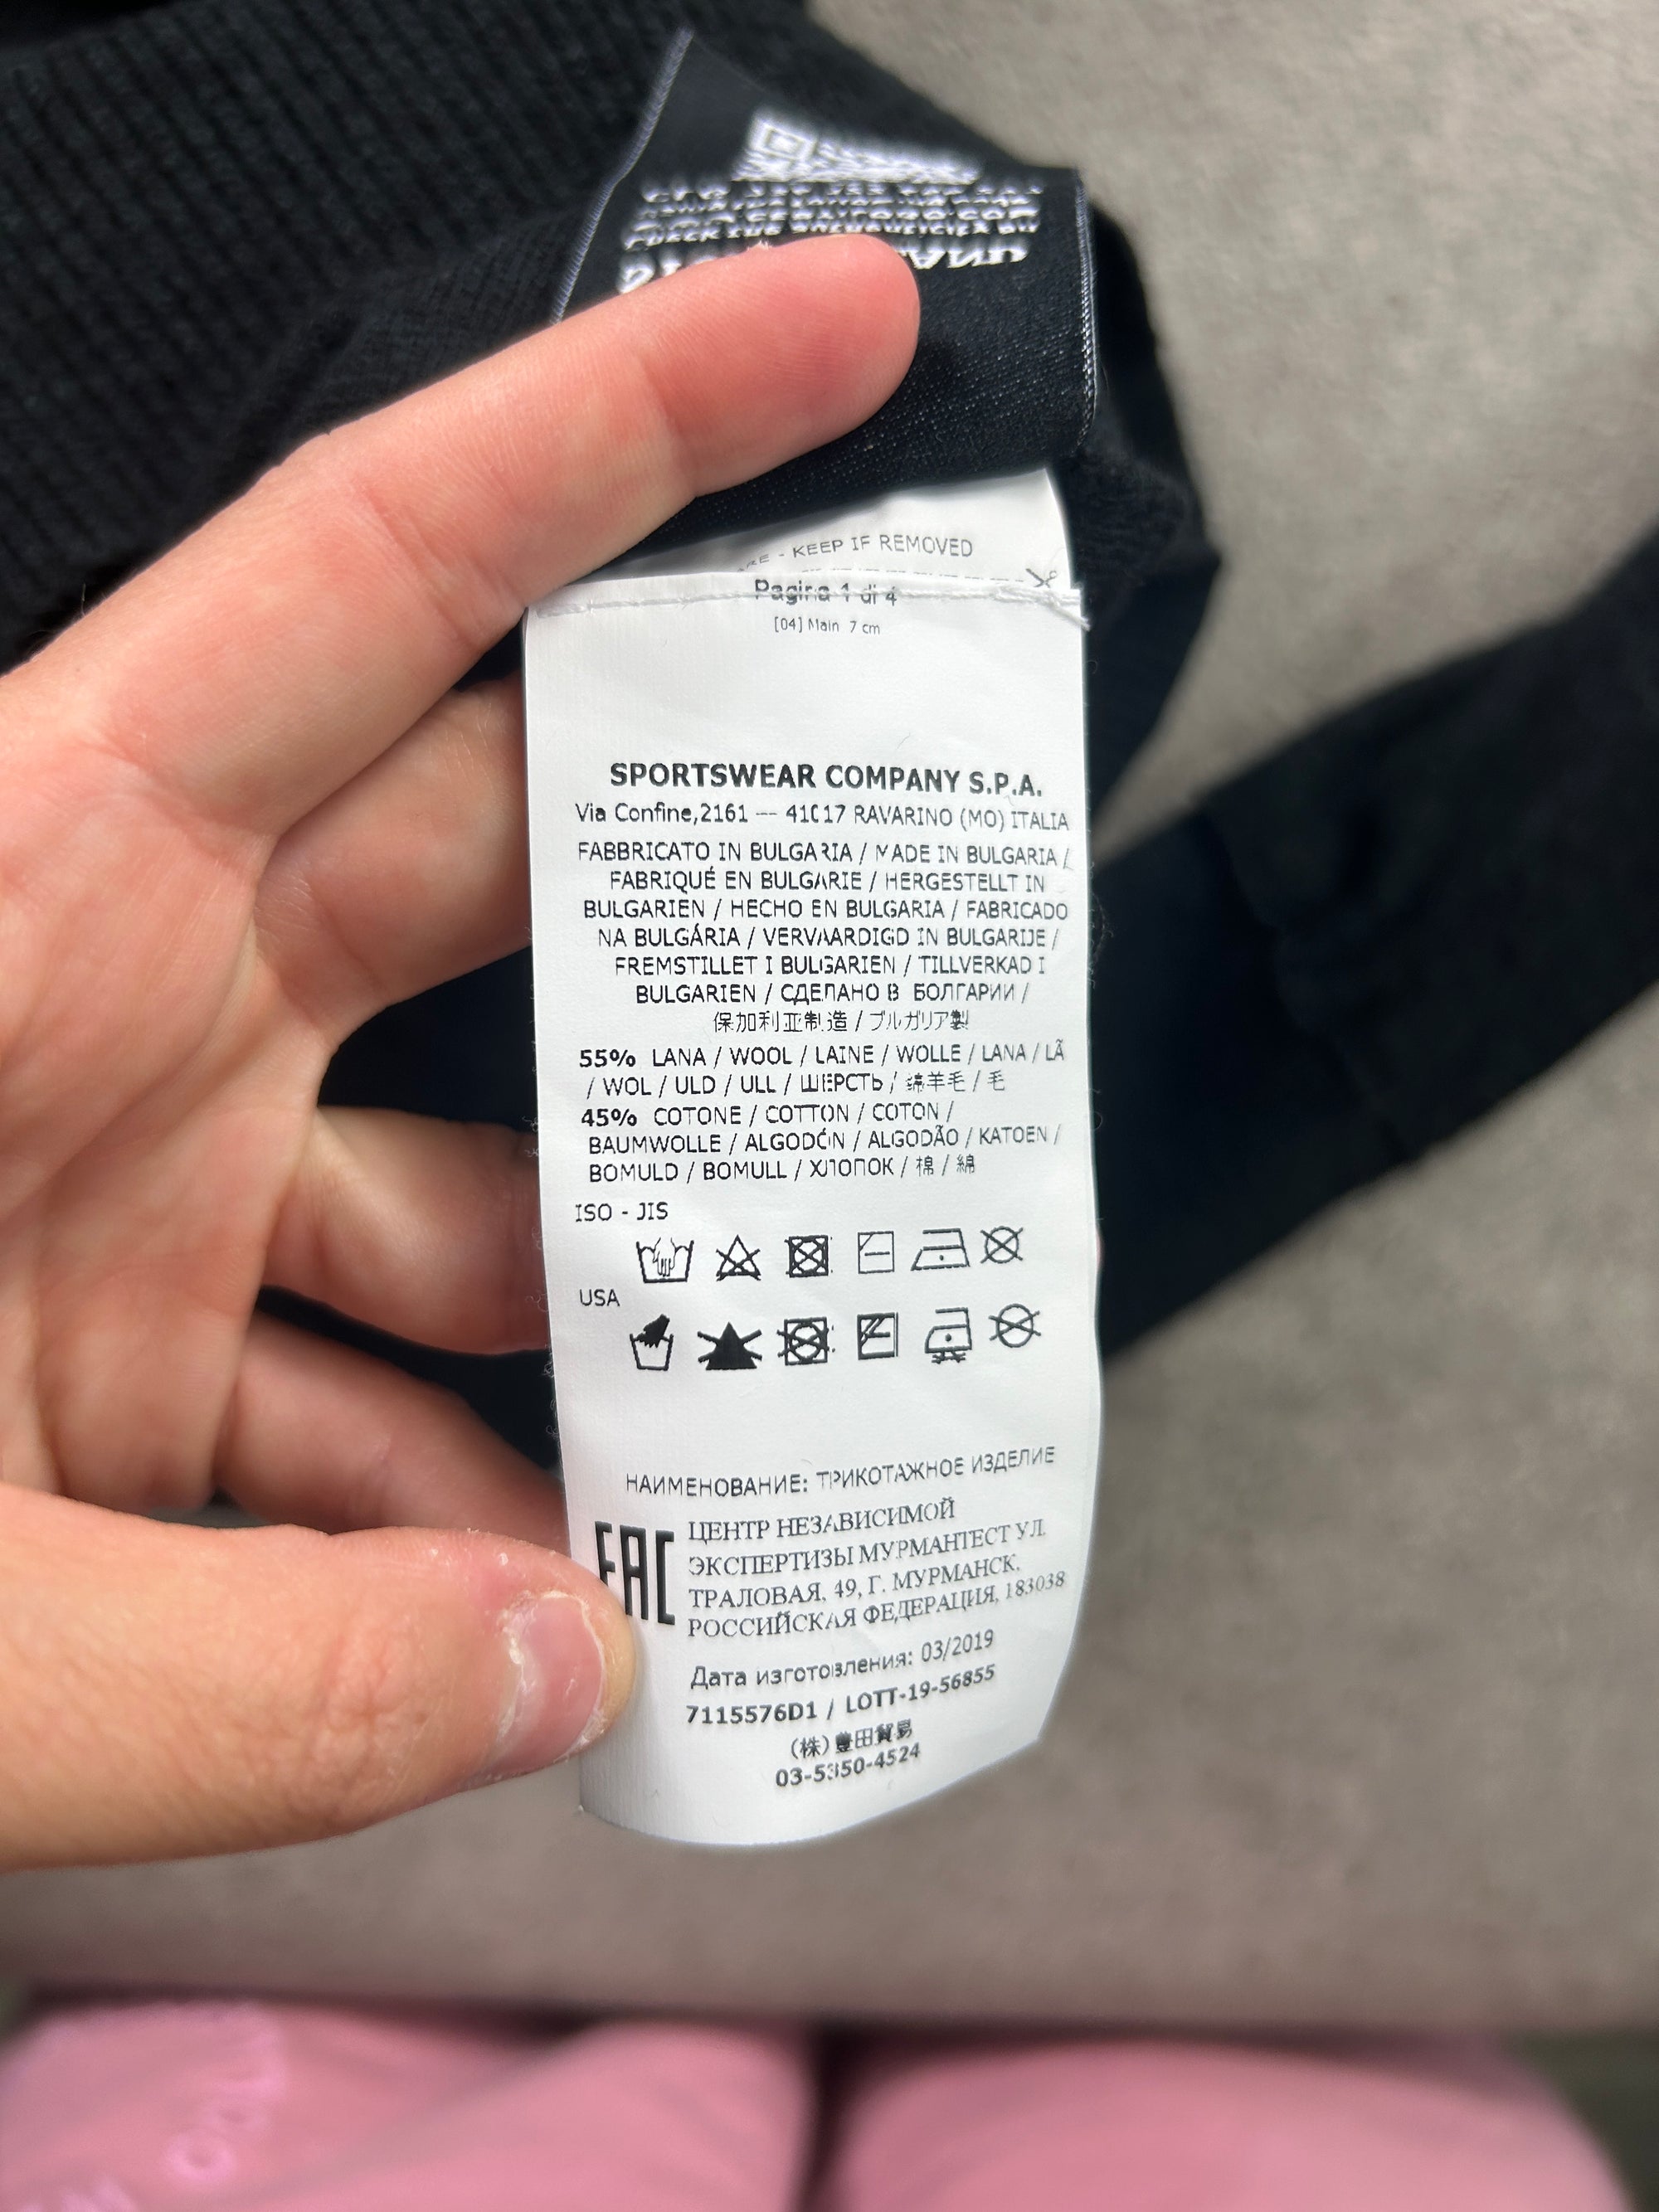 - KEEP IF REMOVED
Pagina 1 di 4
[04] Main 7 cm
SPORTSWEAR COMPANY S.P.A.
Via Confine,2161 — 41017 RAVARINO (MO) ITALIA
FABBRICATO IN BULGARIA / MADE IN BULGARIA /
FABRIQUÉ EN BULGARIE / HERGESTELLT IN
BULGARIEN / HECHO EN BULGARIA / FABRICADO
NA BULGÁRIA / VERVAARDIGD IN BULGARIJE /
FREMSTILLET I BULGARIEN / TILLVERKAD I
BULGARIEN / СДЕЛАНО В БОЛГАРИИ /
保加利亚制造 / ブルガリア製
55% LANA / WOOL / LAINE / WOLLE / LANA / LÃ
/ WOL / ULD / ULL / ШЕРСТЬ / 绵羊毛 / 毛
45% COTONE / COTTON / COTON /
BAUMWOLLE / ALGODÓN / ALGODÃO / KATOEN /
BOMULD / BOMULL / ХЛОПОК / 棉 / 綿
ISO - JIS
USA
НАИМЕНОВАНИЕ: ТРИКОТАЖНОЕ ИЗДЕЛИЕ
EAC
ЦЕНТР НЕЗАВИСИМОЙ
ЭКСПЕРТИЗЫ МУРМАНТЕСТ УЛ.
ТРАЛОВАЯ, 49, Г. МУРМАНСК,
РОССИЙСКАЯ ФЕДЕРАЦИЯ, 183038
Дата изготовления: 03/2019
7115576D1 / LOTT-19-56855
(株)豊田貿易
03-5350-4524